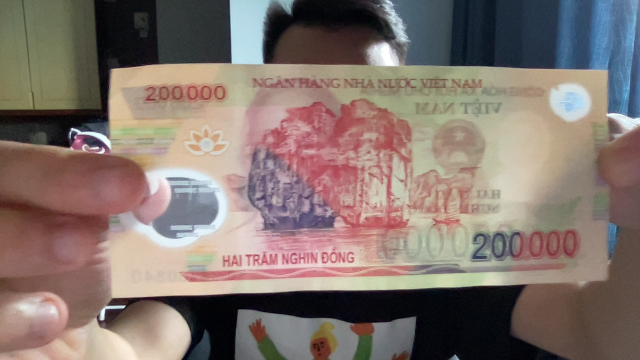 200000
NGÂN HÀNG NHÀ NƯỚC VIỆT NAM
VIỆT NAM
HAI TRĂM NGHÌN ĐỒNG
200000